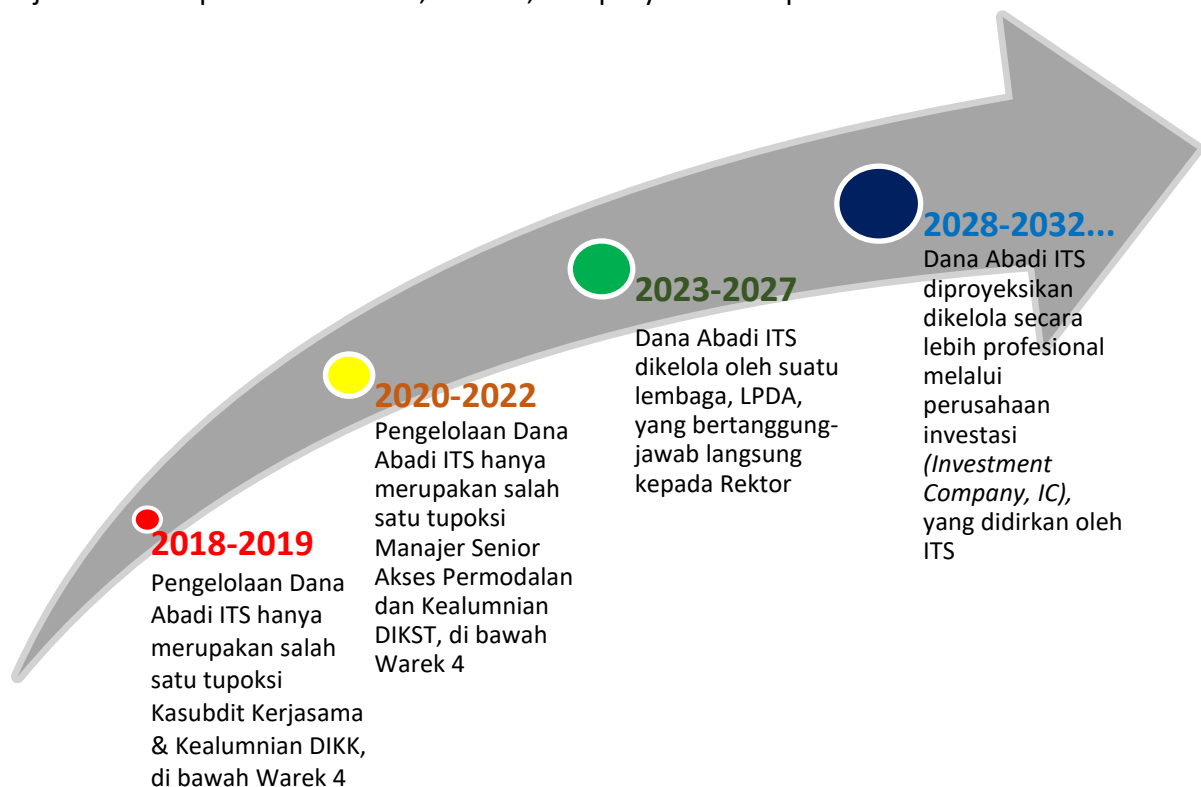 2018-2019
Pengelolaan Dana
Abadi ITS hanya
merupakan salah
satu tupoksi
Kasubdit Kerjasama
& Kealumnian DIKK,
di bawah Warek 4
2020-2022
Pengelolaan Dana
Abadi ITS hanya
merupakan salah
satu tupoksi
Manajer Senior
Akses Permodalan
dan Kealumnian
DIKST, di bawah
Warek 4
2023-2027
Dana Abadi ITS
dikelola oleh suatu
lembaga, LPDA,
yang bertanggung-
jawab langsung
kepada Rektor
2028-2032...
Dana Abadi ITS
diproyeksikan
dikelola secara
lebih profesional
melalui
perusahaan
investasi
(Investment
Company, IC),
yang didirkan oleh
ITS